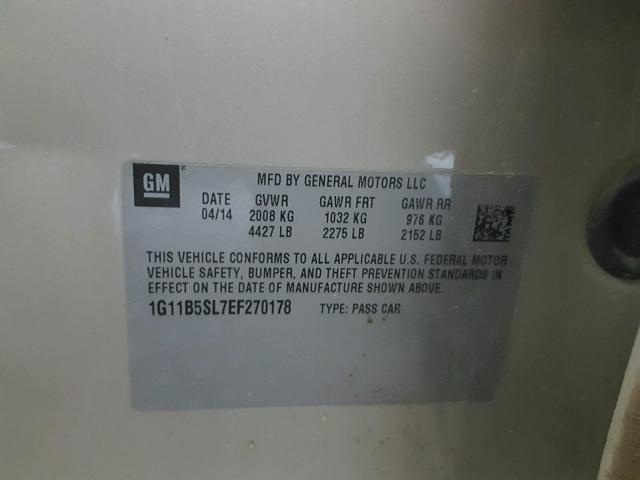 GM
MFD BY GENERAL MOTORS LLC
DATE GVWR GAWR FRT GAWR RR
04/14 2008 KG 1032 KG 976 KG
4427 LB 2275 LB 2152 LB
THIS VEHICLE CONFORMS TO ALL APPLICABLE U.S. FEDERAL MOTOR
VEHICLE SAFETY, BUMPER, AND THEFT PREVENTION STANDARDS IN
EFFECT ON THE DATE OF MANUFACTURE SHOWN ABOVE.
1G11B5SL7EF270178 TYPE: PASS CAR